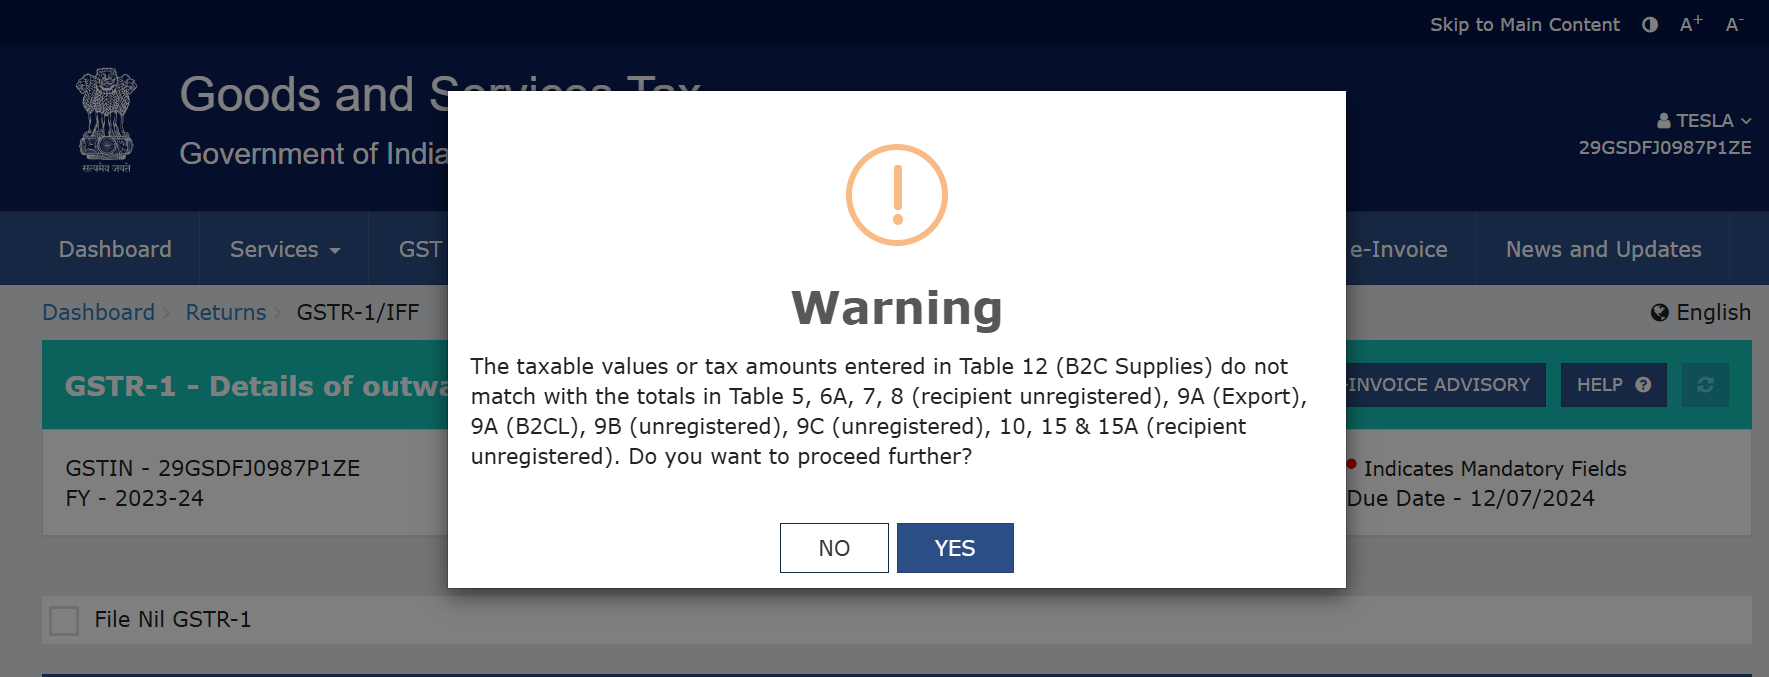 Skip to Main Content A+ A-
Goods and Services Tax
Government of India
सत्यमेव जयते
TESLA
29GSDFJ0987P1ZE
Dashboard Services GST e-Invoice News and Updates
Dashboard Returns GSTR-1/IFF English
GSTR-1 - Details of outwa
-INVOICE ADVISORY HELP
GSTIN - 29GSDFJ0987P1ZE
FY - 2023-24
Indicates Mandatory Fields
Due Date - 12/07/2024
File Nil GSTR-1
Warning
The taxable values or tax amounts entered in Table 12 (B2C Supplies) do not
match with the totals in Table 5, 6A, 7, 8 (recipient unregistered), 9A (Export),
9A (B2CL), 9B (unregistered), 9C (unregistered), 10, 15 & 15A (recipient
unregistered). Do you want to proceed further?
NO YES